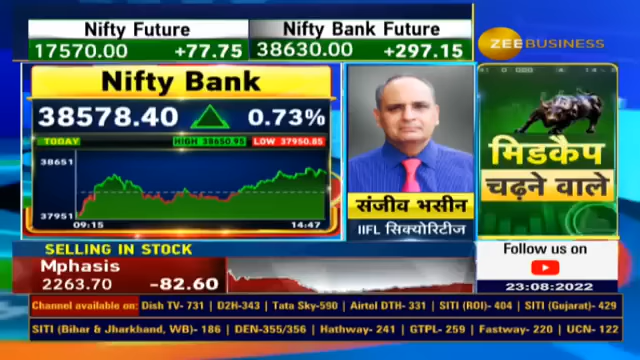 Nifty Future
17570.00 +77.75
Nifty Bank Future
38630.00 +297.15
ZEE BUSINESS
Nifty Bank
38578.40 0.73%
TODAY HIGH 38650.95 LOW 37950.85
38651
37951
09:15 14:47
संजीव भसीन
IIFL सिक्योरिटीज
मिडकैप
चढ़ने वाले
SELLING IN STOCK
Mphasis
2263.70 -82.60
Follow us on
23:08:2022
Channel available on: Dish TV- 731 | D2H-343 | Tata Sky-590 | Airtel DTH- 331 | SITI (ROI)- 404 | SITI (Gujarat)- 429
SITI (Bihar & Jharkhand, WB)- 186 | DEN-355/356 | Hathway- 241 | GTPL- 259 | Fastway- 220 | UCN- 122